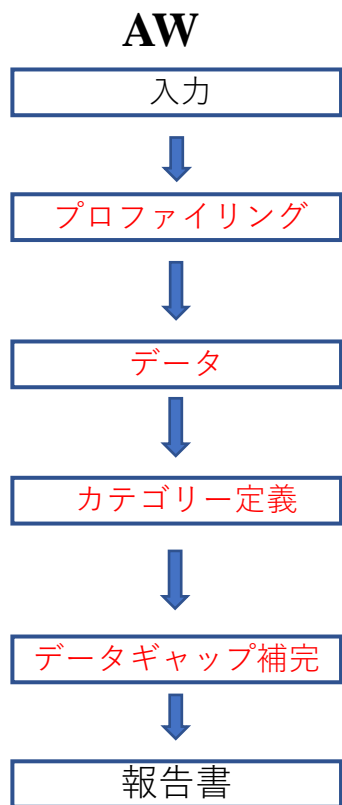 AW
入力
プロファイリング
データ
カテゴリー定義
データギャップ補完
報告書